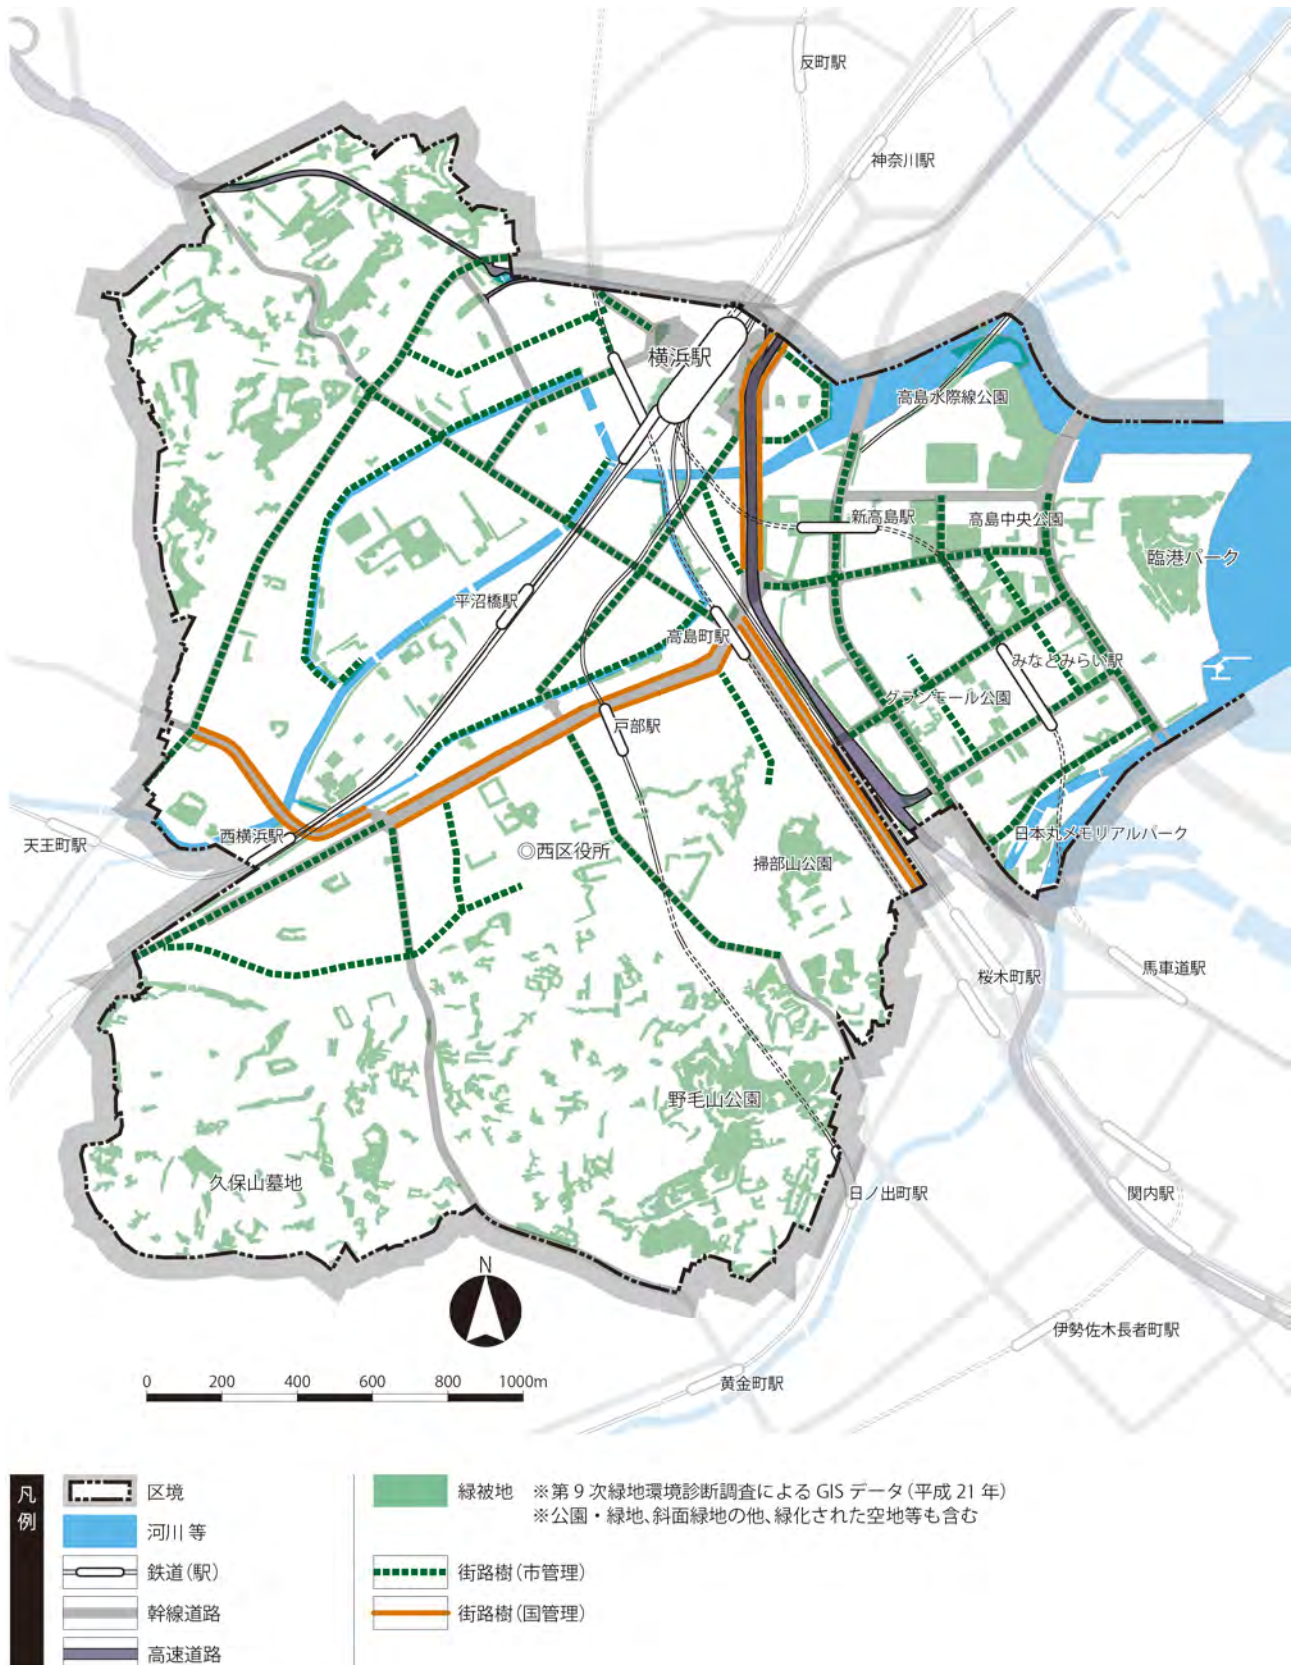 反町駅
神奈川駅
横浜駅
高島水際線公園
新高島駅
高島中央公園
臨港パーク
平沼橋駅
高島町駅
みなとみらい駅
グランモール公園
戸部駅
西横浜駅
天王町駅
◎西区役所
掃部山公園
日本丸メモリアルパーク
桜木町駅
馬車道駅
野毛山公園
久保山墓地
日ノ出町駅
関内駅
伊勢佐木長者町駅
黄金町駅
N
0 200 400 600 800 1000m
凡例
区境
河川等
鉄道(駅)
幹線道路
高速道路
緑被地 ※第9次緑地環境診断調査によるGISデータ(平成21年)
※公園・緑地、斜面緑地の他、緑化された空地等も含む
街路樹(市管理)
街路樹(国管理)